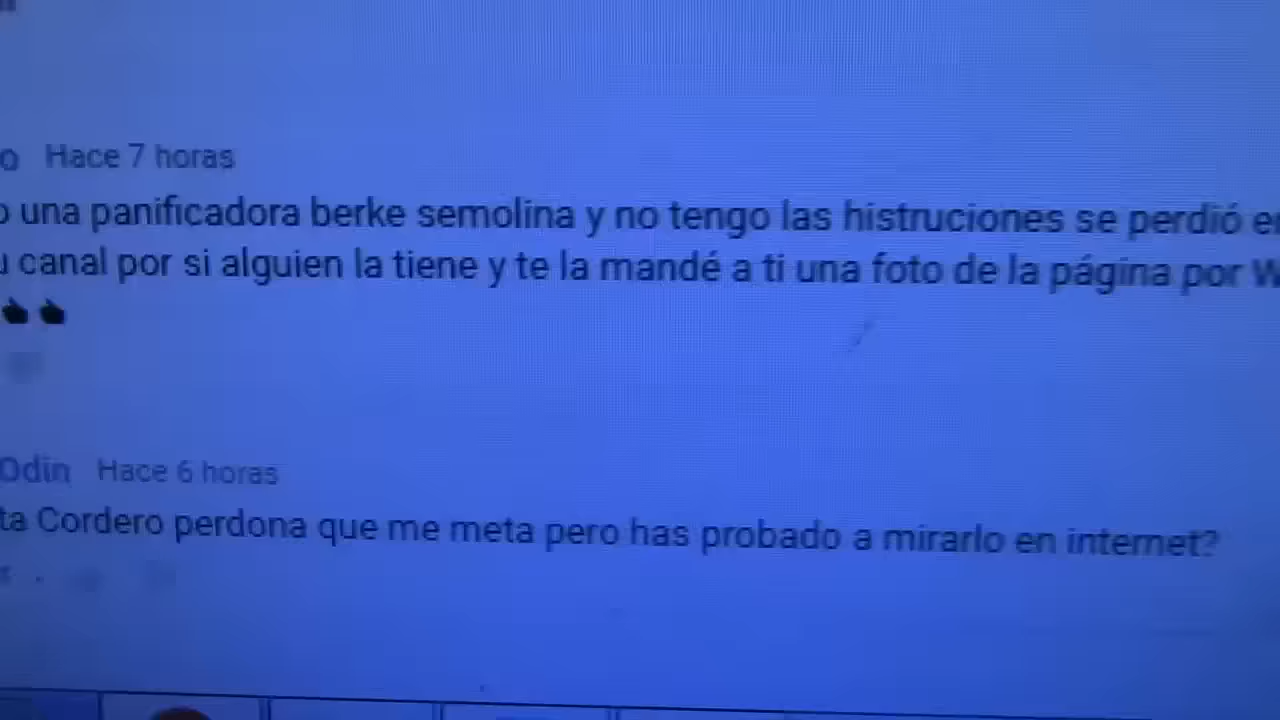 o Hace 7 horas
o una panificadora berke semolina y no tengo las histruciones se perdió en
u canal por si alguien la tiene y te la mandé a ti una foto de la página por W
Odin Hace 6 horas
ta Cordero perdona que me meta pero has probado a mirarlo en internet?